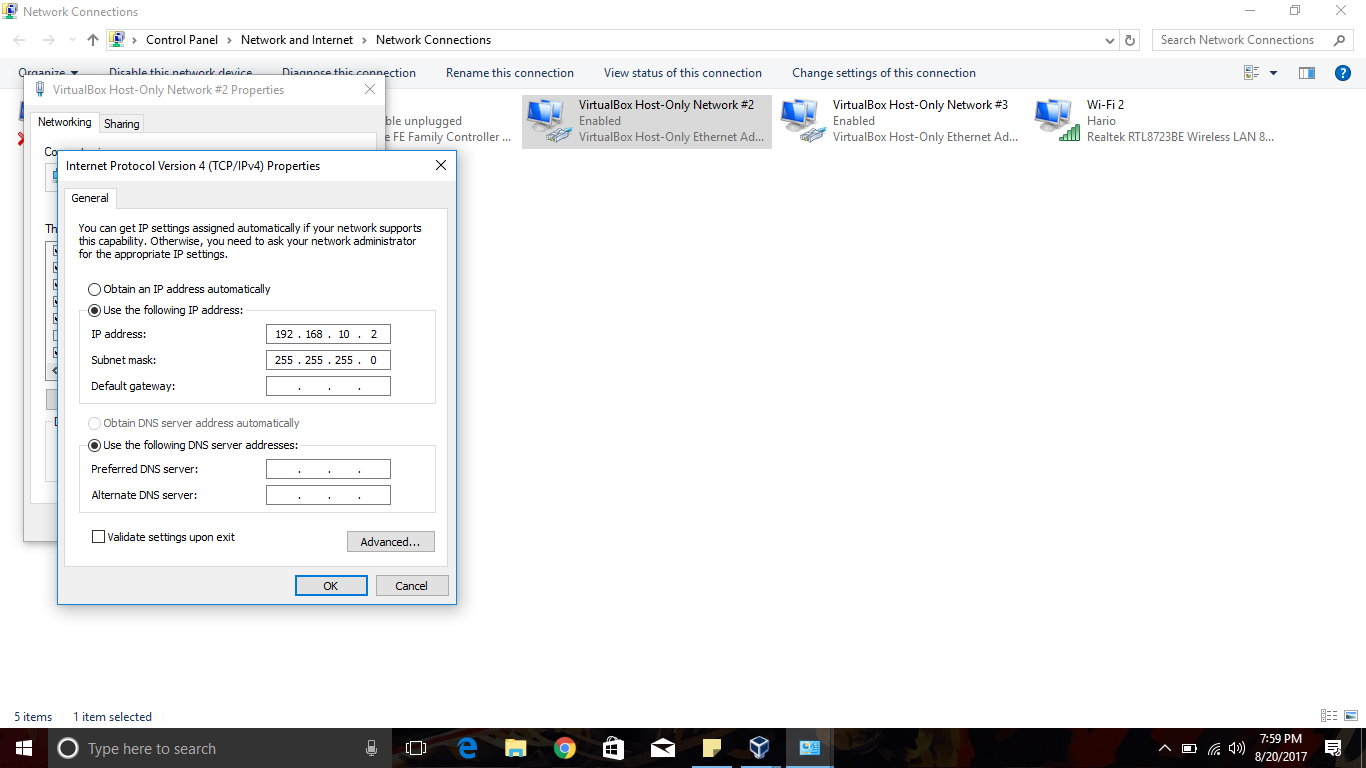 Network Connections
Control Panel > Network and Internet > Network Connections
Search Network Connections
Organize
Disable this network device
Diagnose this connection
Rename this connection
View status of this connection
Change settings of this connection
VirtualBox Host-Only Network #2
Enabled
VirtualBox Host-Only Ethernet Ad...
VirtualBox Host-Only Network #3
Enabled
VirtualBox Host-Only Ethernet Ad...
Wi-Fi 2
Hario
Realtek RTL8723BE Wireless LAN 8...
ble unplugged
e FE Family Controller ...
VirtualBox Host-Only Network #2 Properties
Networking
Sharing
Internet Protocol Version 4 (TCP/IPv4) Properties
General
You can get IP settings assigned automatically if your network supports
this capability. Otherwise, you need to ask your network administrator
for the appropriate IP settings.
Obtain an IP address automatically
Use the following IP address:
IP address: 192 . 168 . 10 . 2
Subnet mask: 255 . 255 . 255 . 0
Default gateway: . . .
Obtain DNS server address automatically
Use the following DNS server addresses:
Preferred DNS server: . . .
Alternate DNS server: . . .
Validate settings upon exit
Advanced...
OK
Cancel
5 items
1 item selected
Type here to search
7:59 PM
8/20/2017